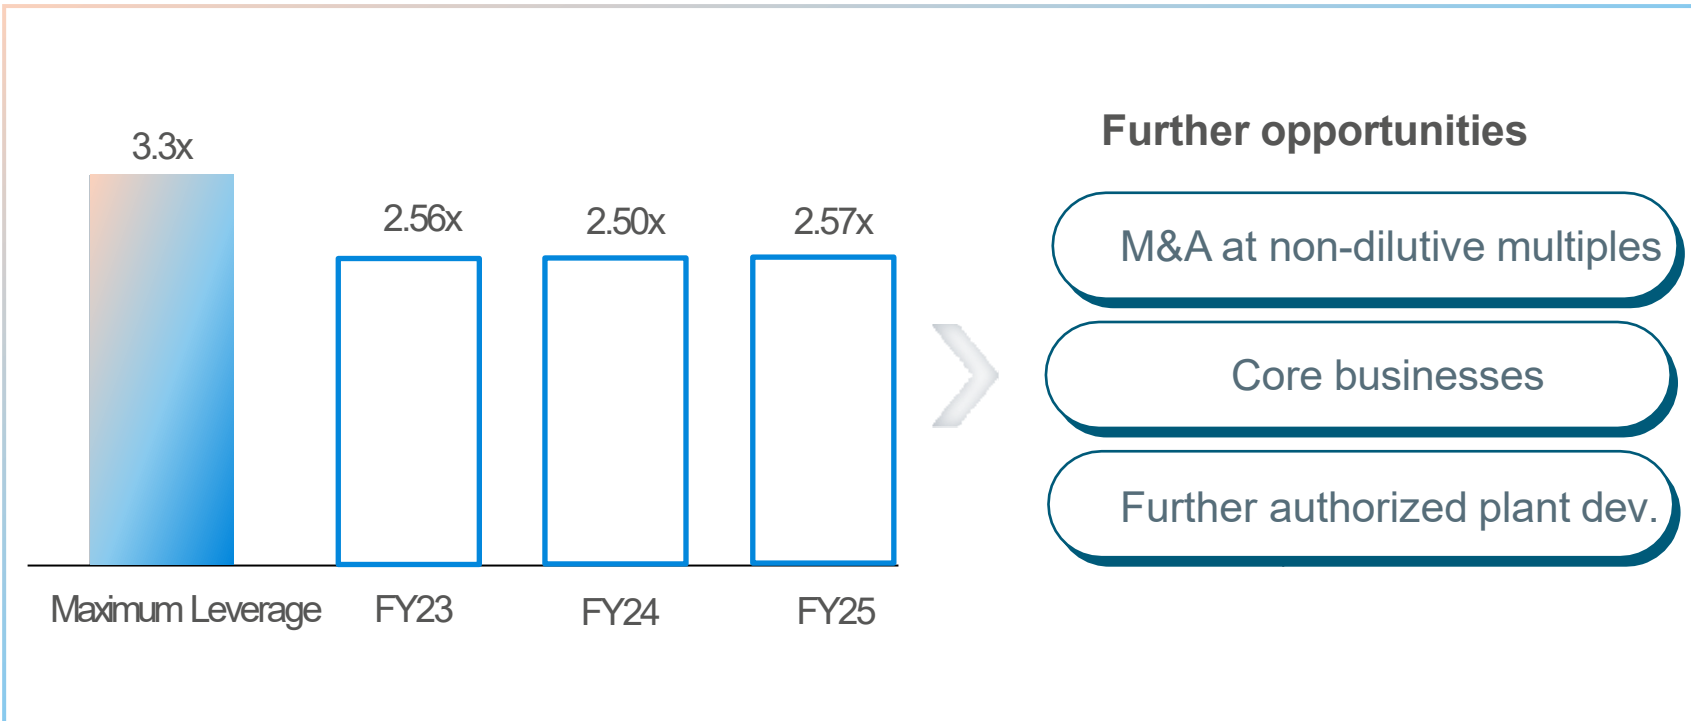 3.3x
2.56x
2.50x
2.57x
Maximum Leverage
FY23
FY24
FY25
Further opportunities
M&A at non-dilutive multiples
Core businesses
Further authorized plant dev.